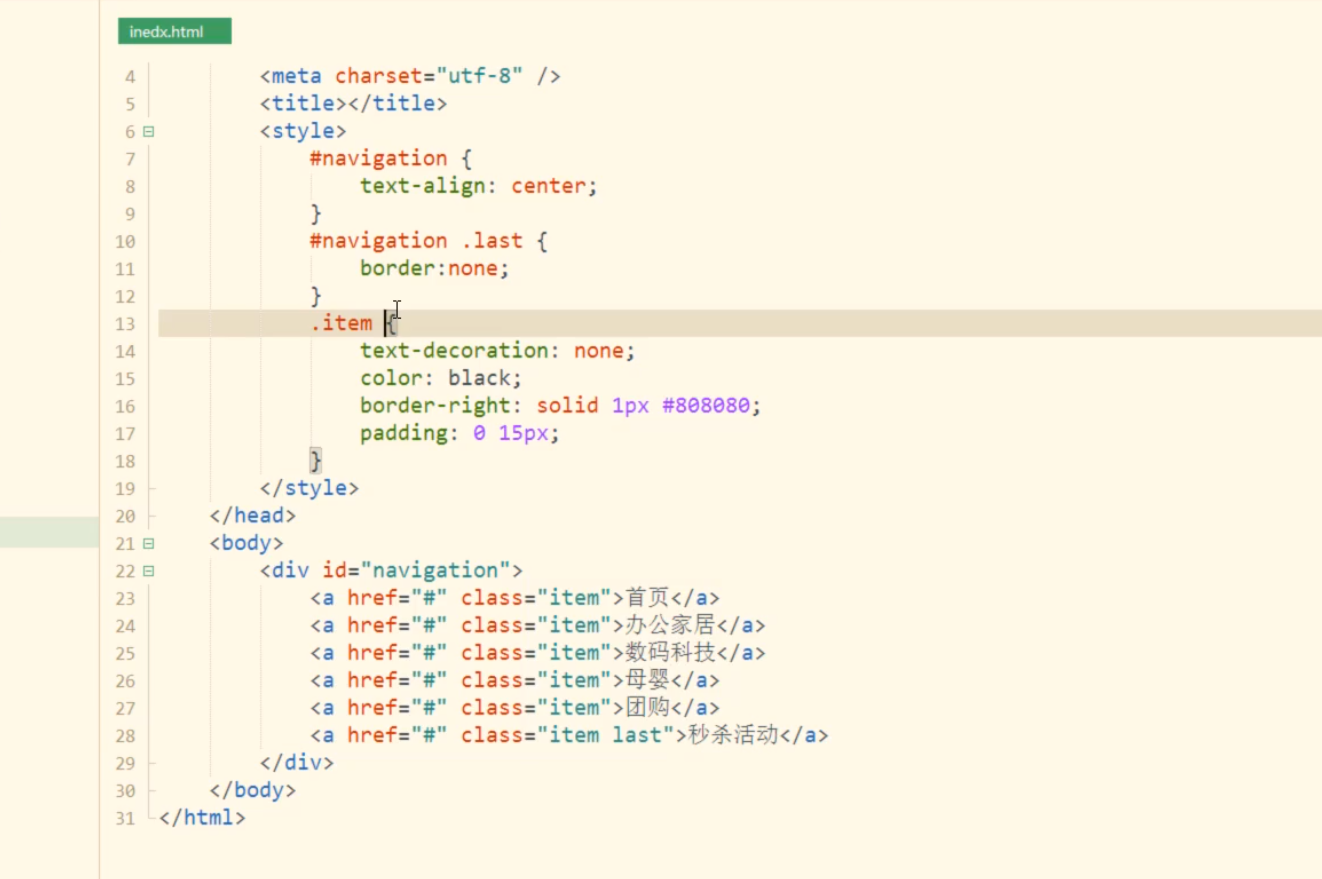 inedx.html
4 <meta charset="utf-8" />
5 <title></title>
6 <style>
7 #navigation {
8 text-align: center;
9 }
10 #navigation .last {
11 border:none;
12 }
13 .item {
14 text-decoration: none;
15 color: black;
16 border-right: solid 1px #808080;
17 padding: 0 15px;
18 }
19 </style>
20 </head>
21 <body>
22 <div id="navigation">
23 <a href="#" class="item">首页</a>
24 <a href="#" class="item">办公家居</a>
25 <a href="#" class="item">数码科技</a>
26 <a href="#" class="item">母婴</a>
27 <a href="#" class="item">团购</a>
28 <a href="#" class="item last">秒杀活动</a>
29 </div>
30 </body>
31 </html>